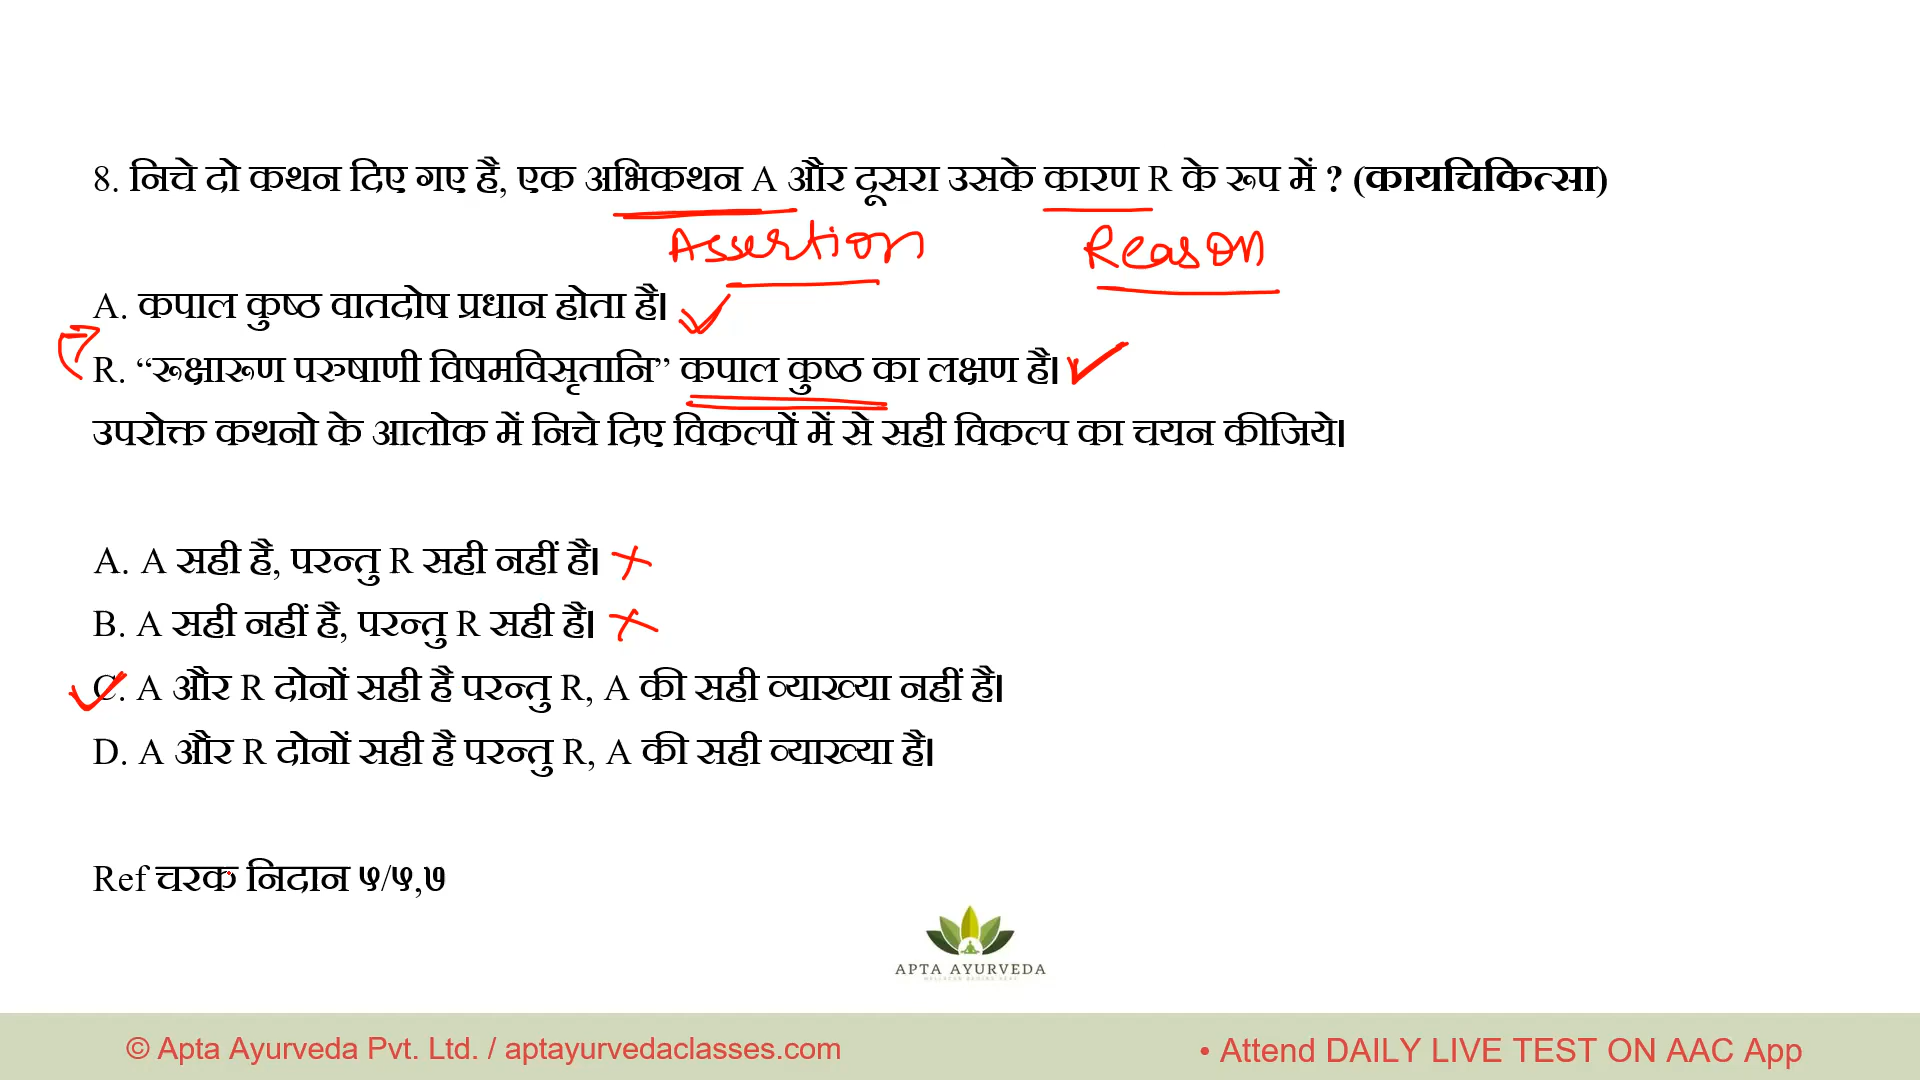 8. निचे दो कथन दिए गए है, एक अभिकथन A और दूसरा उसके कारण R के रूप में ? (कायचिकित्सा)
Assertion Reason
A. कपाल कुष्ठ वातदोष प्रधान होता है।
R. “रूक्षारूण परुषाणी विषमविसृतानि” कपाल कुष्ठ का लक्षण है।
उपरोक्त कथनो के आलोक में निचे दिए विकल्पों में से सही विकल्प का चयन कीजिये।
A. A सही है, परन्तु R सही नहीं है।
B. A सही नहीं है, परन्तु R सही है।
C. A और R दोनों सही है परन्तु R, A की सही व्याख्या नहीं है।
D. A और R दोनों सही है परन्तु R, A की सही व्याख्या है।
Ref चरक निदान ५/५,७
APTA AYURVEDA
© Apta Ayurveda Pvt. Ltd. / aptayurvedaclasses.com
• Attend DAILY LIVE TEST ON AAC App